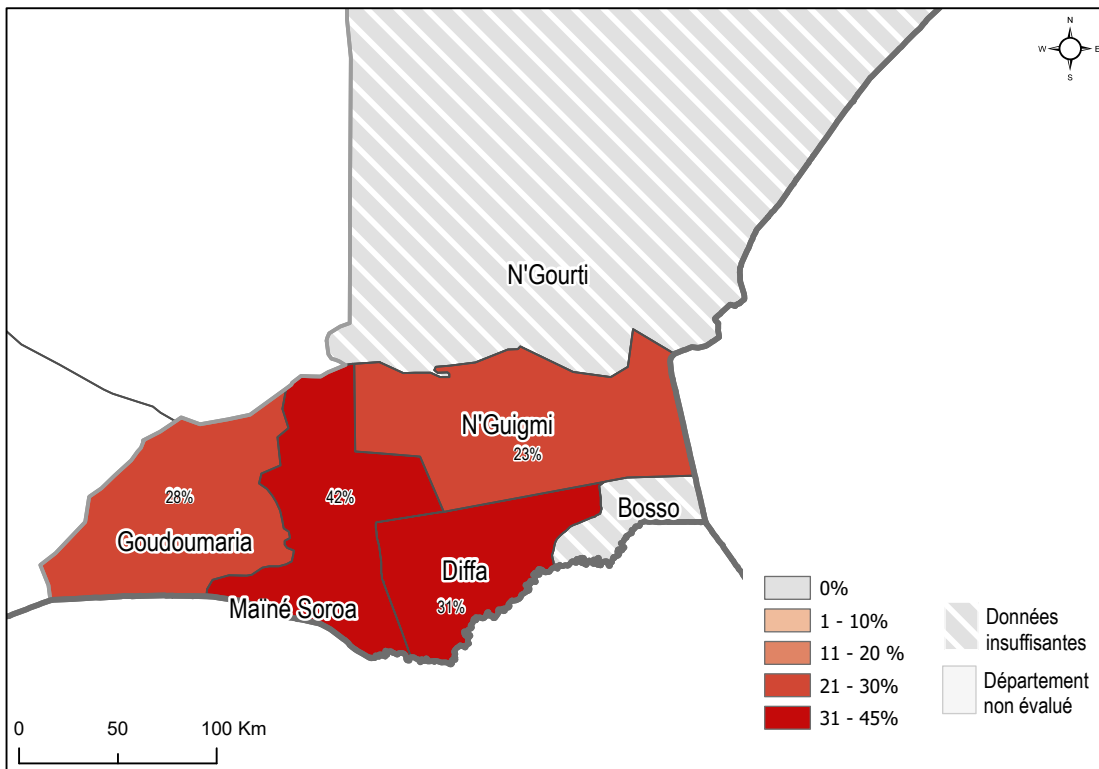 N
W
E
S
N'Gourti
N'Guigmi
23%
42%
28%
Bosso
Goudoumaria
Diffa
Maïné Soroa
31%
0%
1 - 10%
11 - 20 %
21 - 30%
31 - 45%
Données
insuffisantes
Département
non évalué
0 50 100 Km